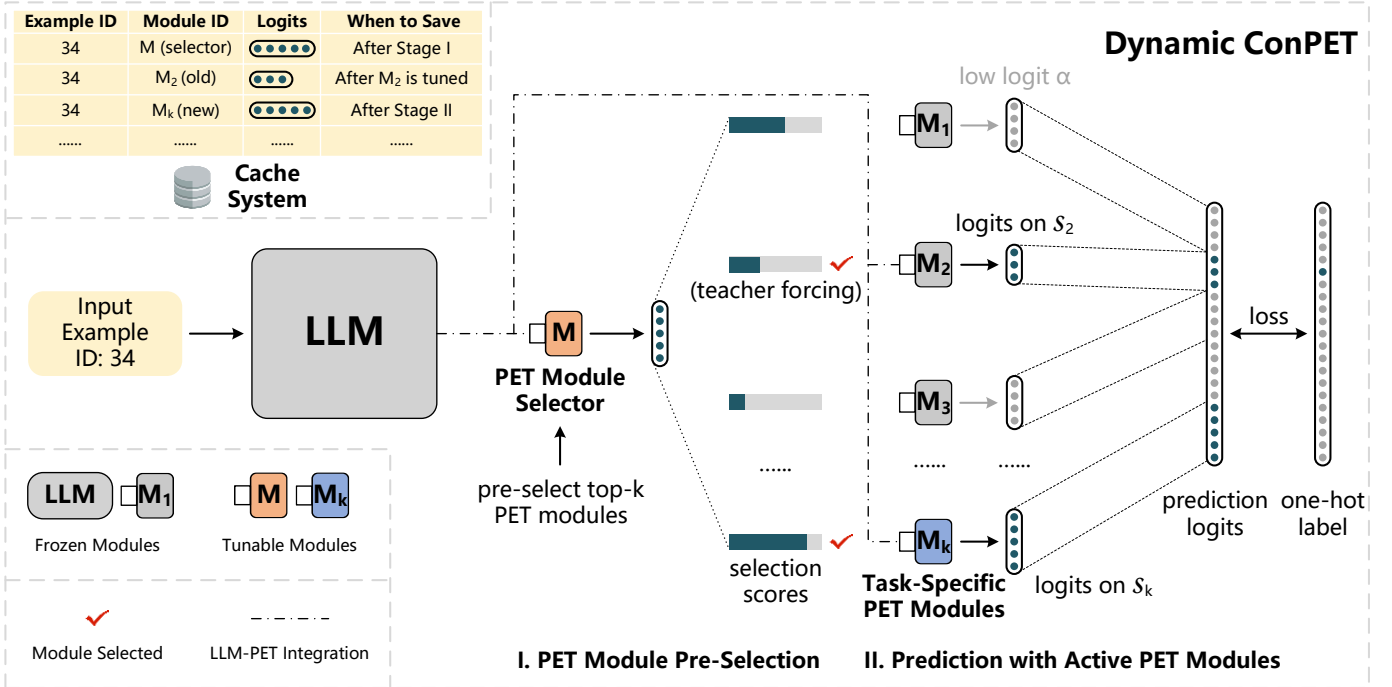 Example ID Module ID Logits When to Save
34 M (selector) After Stage I
34 M2 (old) After M2 is tuned
34 Mk (new) After Stage II
...... ...... ...... ......
Cache
System
Dynamic ConPET
low logit α
M1
logits on s2
M2
(teacher forcing)
Input
Example
ID: 34
LLM
M
PET Module
Selector
pre-select top-k
PET modules
loss
M3
...... ...... ......
prediction
logits
one-hot
label
Mk
selection
scores
Task-Specific
PET Modules
logits on sk
LLM M1
Frozen Modules
M Mk
Tunable Modules
Module Selected
LLM-PET Integration
I. PET Module Pre-Selection
II. Prediction with Active PET Modules